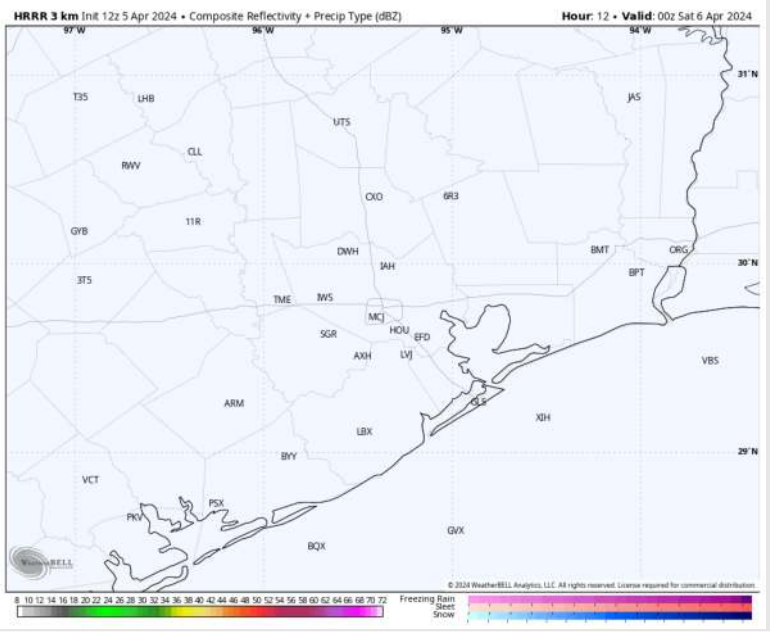 HRRR 3 km Init 12z 5 Apr 2024 • Composite Reflectivity + Precip Type (dBZ) Hour: 12 • Valid: 00z Sat 6 Apr 2024
97°W 96°W 95°W 94°W
31°N
T35 LHB JAS
UTS
CLL
RWV
CXO 6R3
11R
GYB
DWH BMT ORG
IAH 30°N
3T5 BPT
TME IWS
MCJ
SGR HOU EFD
AXH LVJ VBS
ARM GLS
XIH
LBX
BYY 29°N
VCT
PSX
PKV
GVX
BQX
WeatherBELL
© 2024 WeatherBELL Analytics, LLC. All rights reserved. License required for commercial distribution.
8 10 12 14 16 18 20 22 24 26 28 30 32 34 36 38 40 42 44 46 48 50 52 54 56 58 60 62 64 66 68 70 72
Freezing Rain
Sleet
Snow